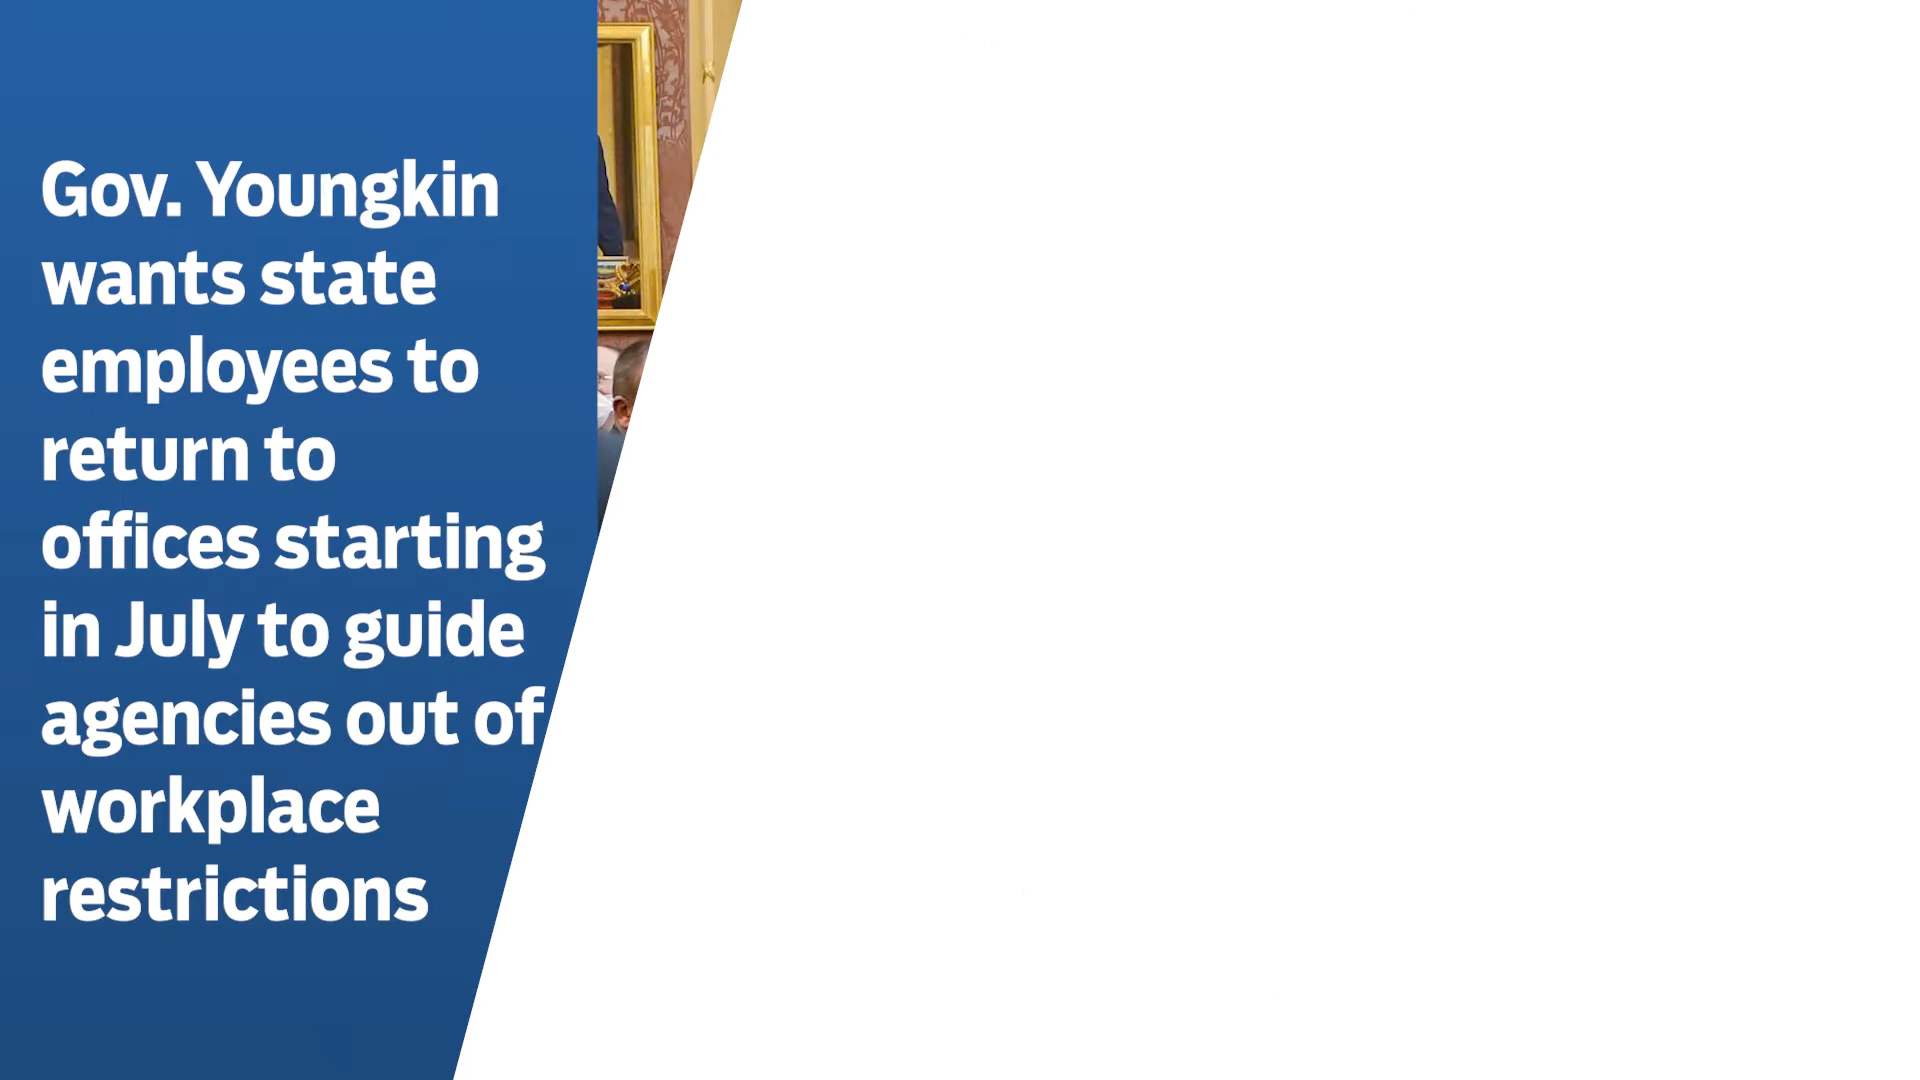 Gov. Youngkin
wants state
employees to
return to
offices starting
in July to guide
agencies out of
workplace
restrictions